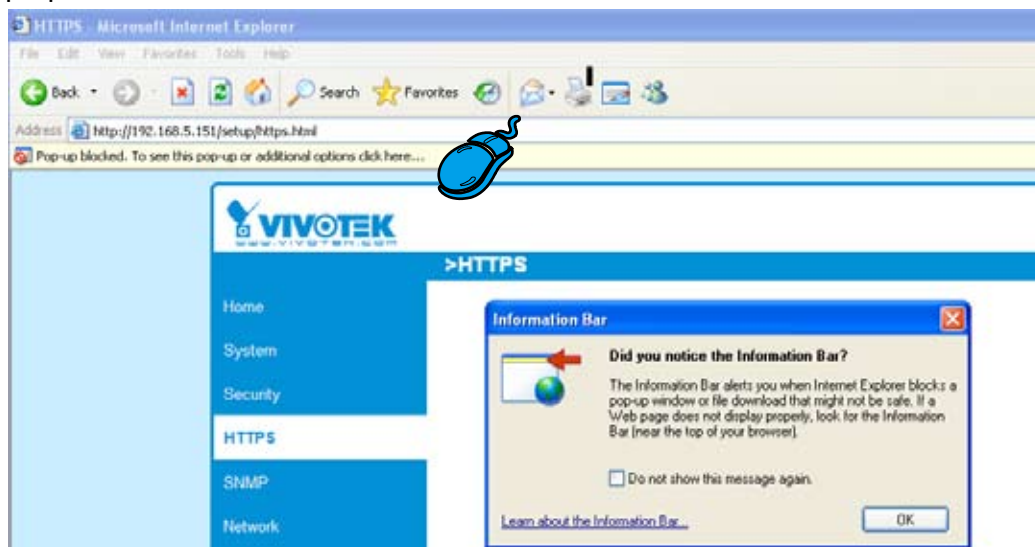 HTTPS - Microsoft Internet Explorer
File Edit View Favorites Tools Help
Back Search Favorites
Address http://192.168.5.151/setup/https.html
Pop-up blocked. To see this pop-up or additional options click here...
VIVOTEK
www.vivotek.com
>HTTPS
Home
System
Security
HTTPS
SNMP
Network
Information Bar
Did you notice the Information Bar?
The Information Bar alerts you when Internet Explorer blocks a
pop-up window or file download that might not be safe. If a
Web page does not display properly, look for the Information
Bar (near the top of your browser).
Do not show this message again.
Learn about the Information Bar...
OK